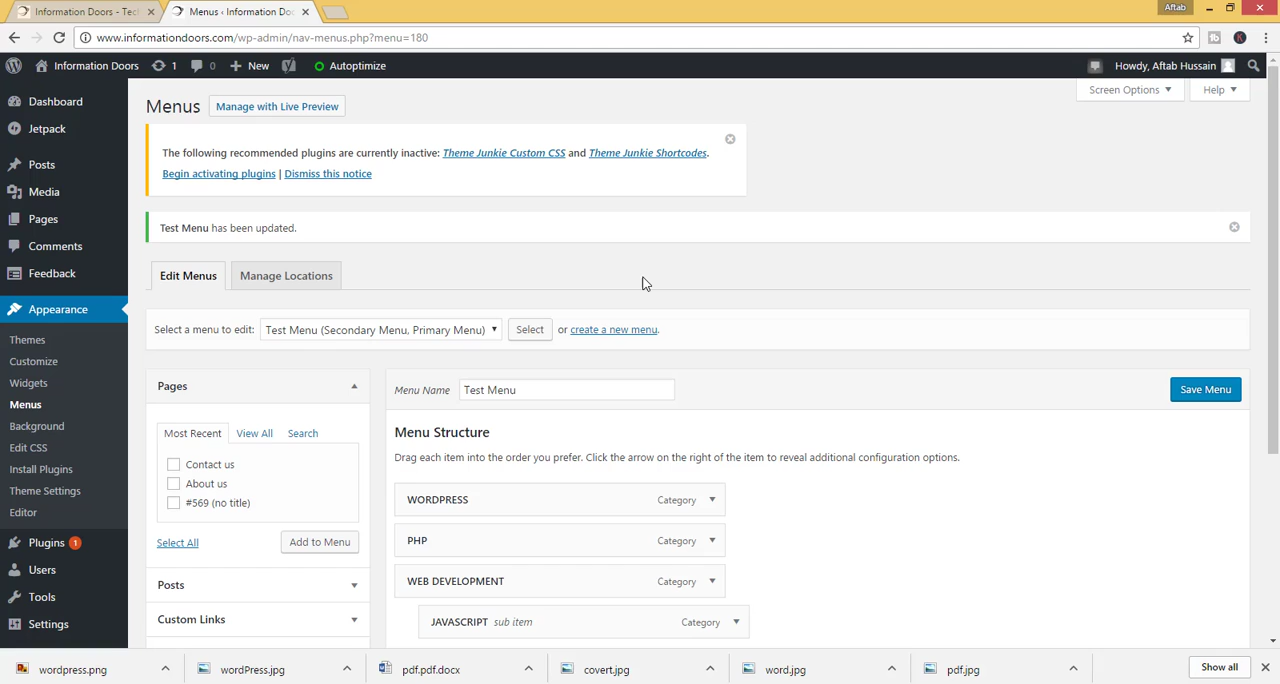 Information Doors - Tech
Menus ‹ Information Doo
Aftab
www.informationdoors.com/wp-admin/nav-menus.php?menu=180
Information Doors 1 0 New Autoptimize Howdy, Aftab Hussain
Dashboard
Jetpack
Posts
Media
Pages
Comments
Feedback
Appearance
Themes
Customize
Widgets
Menus
Background
Edit CSS
Install Plugins
Theme Settings
Editor
Plugins 1
Users
Tools
Settings
Screen Options Help
Menus Manage with Live Preview
The following recommended plugins are currently inactive: Theme Junkie Custom CSS and Theme Junkie Shortcodes.
Begin activating plugins | Dismiss this notice
Test Menu has been updated.
Edit Menus Manage Locations
Select a menu to edit: Test Menu (Secondary Menu, Primary Menu) Select or create a new menu.
Pages
Most Recent View All Search
Contact us
About us
#569 (no title)
Select All Add to Menu
Posts
Custom Links
Menu Name Test Menu Save Menu
Menu Structure
Drag each item into the order you prefer. Click the arrow on the right of the item to reveal additional configuration options.
WORDPRESS Category
PHP Category
WEB DEVELOPMENT Category
JAVASCRIPT sub item Category
wordpress.png wordPress.jpg pdf.pdf.docx covert.jpg word.jpg pdf.jpg Show all